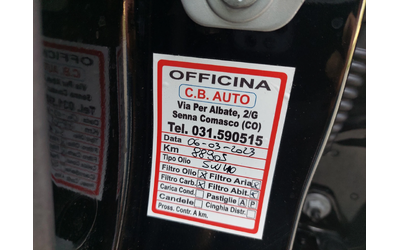 OFFICINA
C.B. AUTO
Via Per Albate, 2/G
Senna Comasco (CO)
Tel. 031.590515
Data 06-03-2023
Km 88905
Tipo Olio 5W40
Filtro Olio X Filtro Aria X
Filtro Carb. X Filtro Abit. X
Carica Cond. Pastiglie A P
Candele Cinghia Distr.
Pross. Contr. A km.